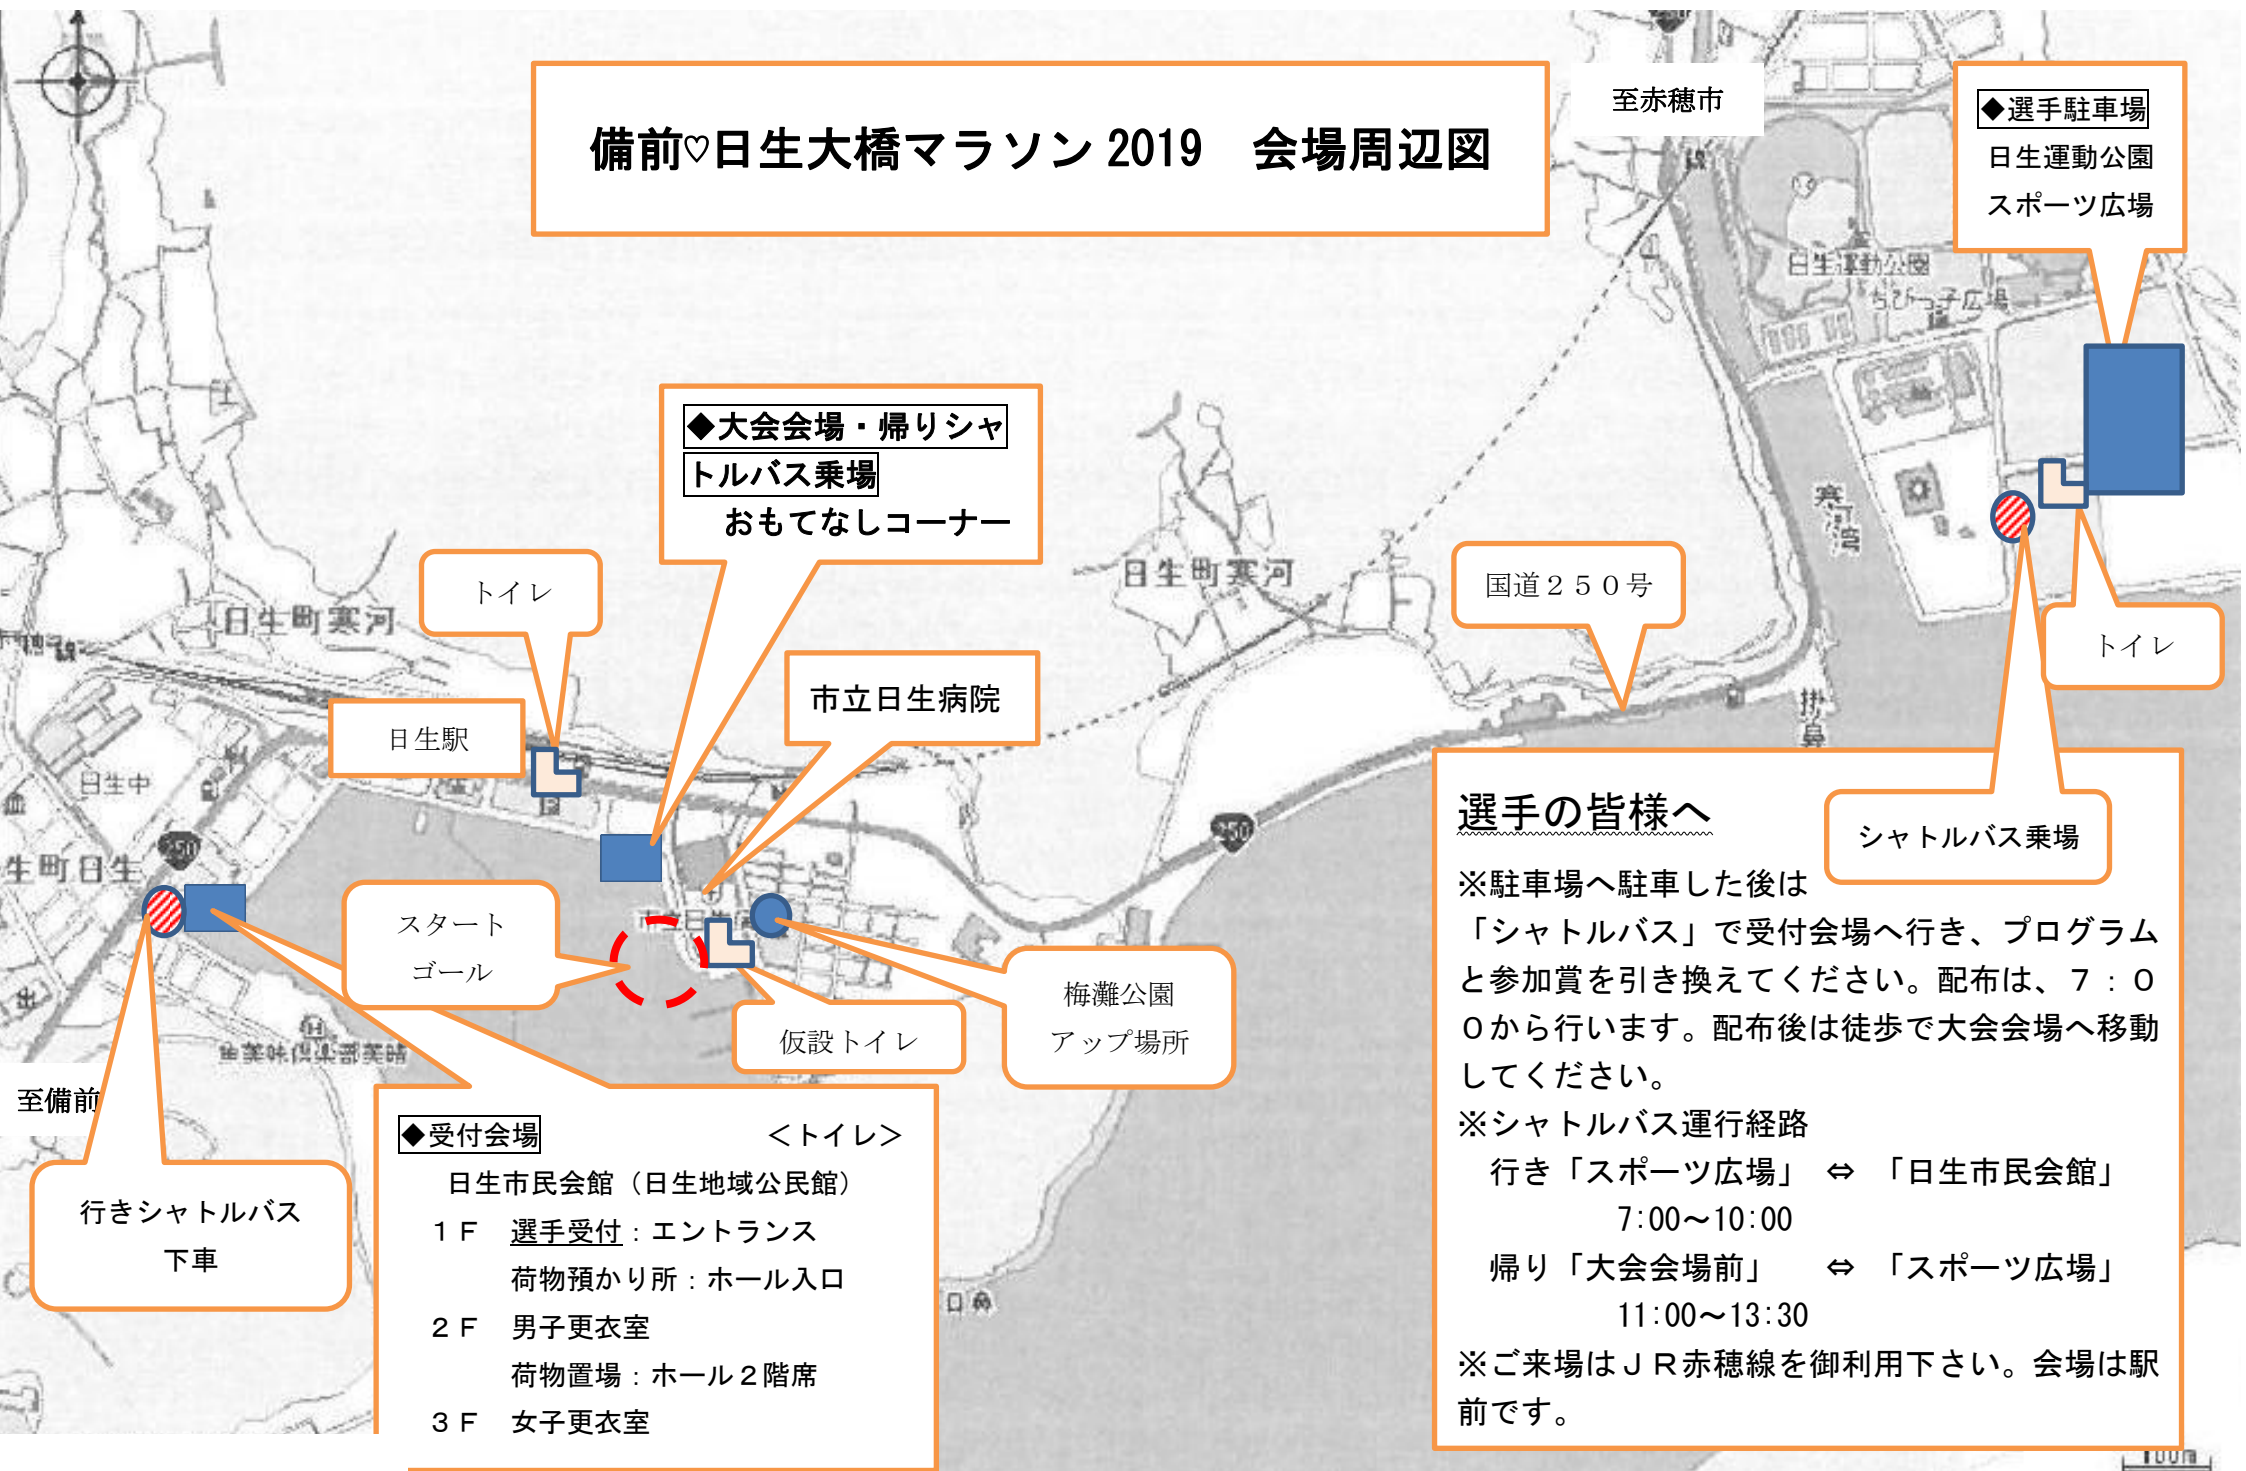 備前♡日生大橋マラソン 2019　会場周辺図
至赤穂市
◆選手駐車場
日生運動公園
スポーツ広場
日生運動公園
ちびっ子広場
◆大会会場・帰りシャ
トルバス乗場
おもてなしコーナー
トイレ
日生町寒河
日生町寒河
国道２５０号
寒河湾
トイレ
市立日生病院
日生駅
日生中
250
250
生町日生
スタート
ゴール
梅灘公園
アップ場所
仮設トイレ
シャトルバス乗場
至備前
行きシャトルバス
下車
◆受付会場　＜トイレ＞
日生市民会館（日生地域公民館）
１Ｆ　選手受付：エントランス
荷物預かり所：ホール入口
２Ｆ　男子更衣室
荷物置場：ホール２階席
３Ｆ　女子更衣室
選手の皆様へ
※駐車場へ駐車した後は
「シャトルバス」で受付会場へ行き、プログラム
と参加賞を引き換えてください。配布は、７：０
０から行います。配布後は徒歩で大会会場へ移動
してください。
※シャトルバス運行経路
行き「スポーツ広場」　⇔　「日生市民会館」
7:00～10:00
帰り「大会会場前」　⇔　「スポーツ広場」
11:00～13:30
※ご来場はＪＲ赤穂線を御利用下さい。会場は駅
前です。
100m